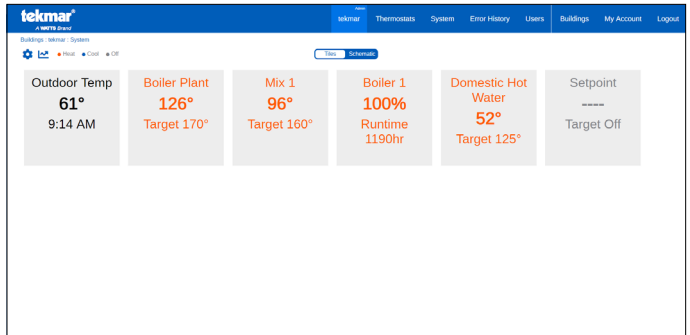 tekmar®
A WATTS Brand
tekmar
Thermostats
System
Error History
Users
Buildings
My Account
Logout
Buildings : tekmar : System
Heat
Cool
Off
Tiles
Schematic
Outdoor Temp
61°
9:14 AM
Boiler Plant
126°
Target 170°
Mix 1
96°
Target 160°
Boiler 1
100%
Runtime
1190hr
Domestic Hot
Water
52°
Target 125°
Setpoint
----
Target Off